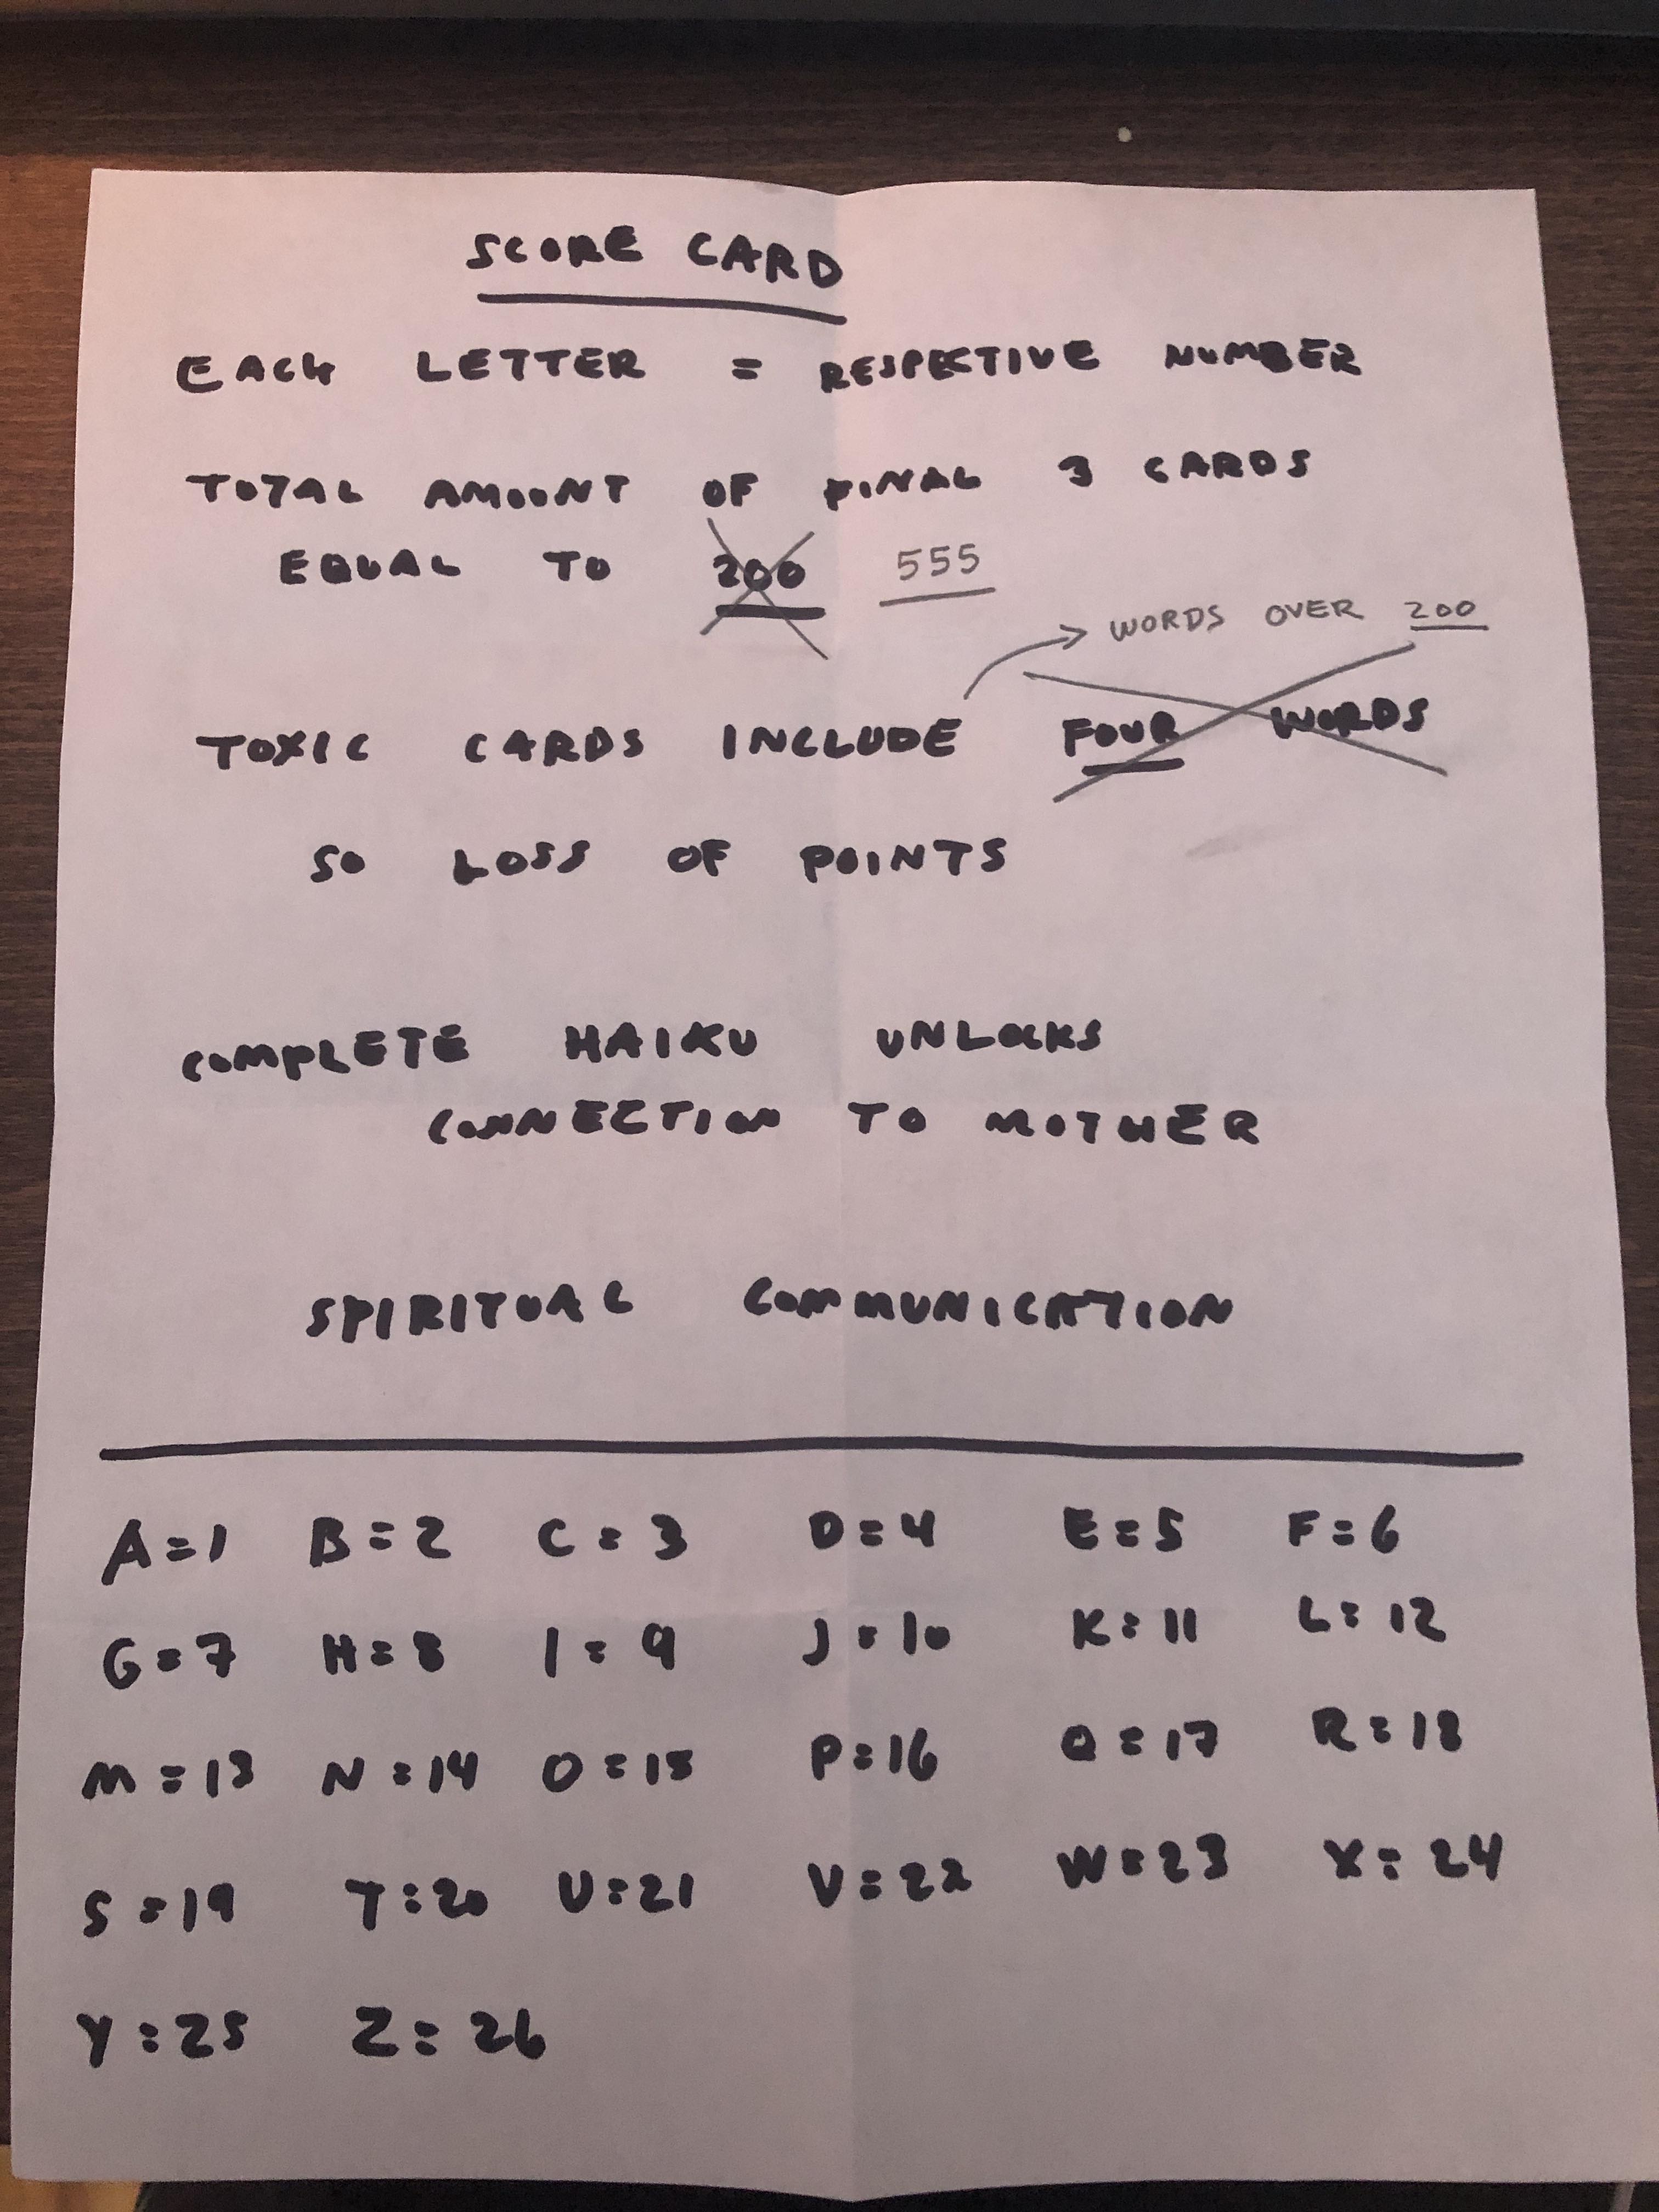 SCORE CARD
EACH LETTER = RESPECTIVE NUMBER
TOTAL AMOUNT OF FINAL 3 CARDS
EQUAL TO 200 555
→ WORDS OVER 200
TOXIC CARDS INCLUDE FOUR WORDS
SO LOSS OF POINTS
COMPLETE HAIKU UNLOCKS
CONNECTION TO MOTHER
SPIRITUAL COMMUNICATION
A=1 B=2 C=3 D=4 E=5 F=6
G=7 H=8 I=9 J=10 K=11 L=12
M=13 N=14 O=15 P=16 Q=17 R=18
S=19 T=20 U=21 V=22 W=23 X=24
Y=25 Z=26